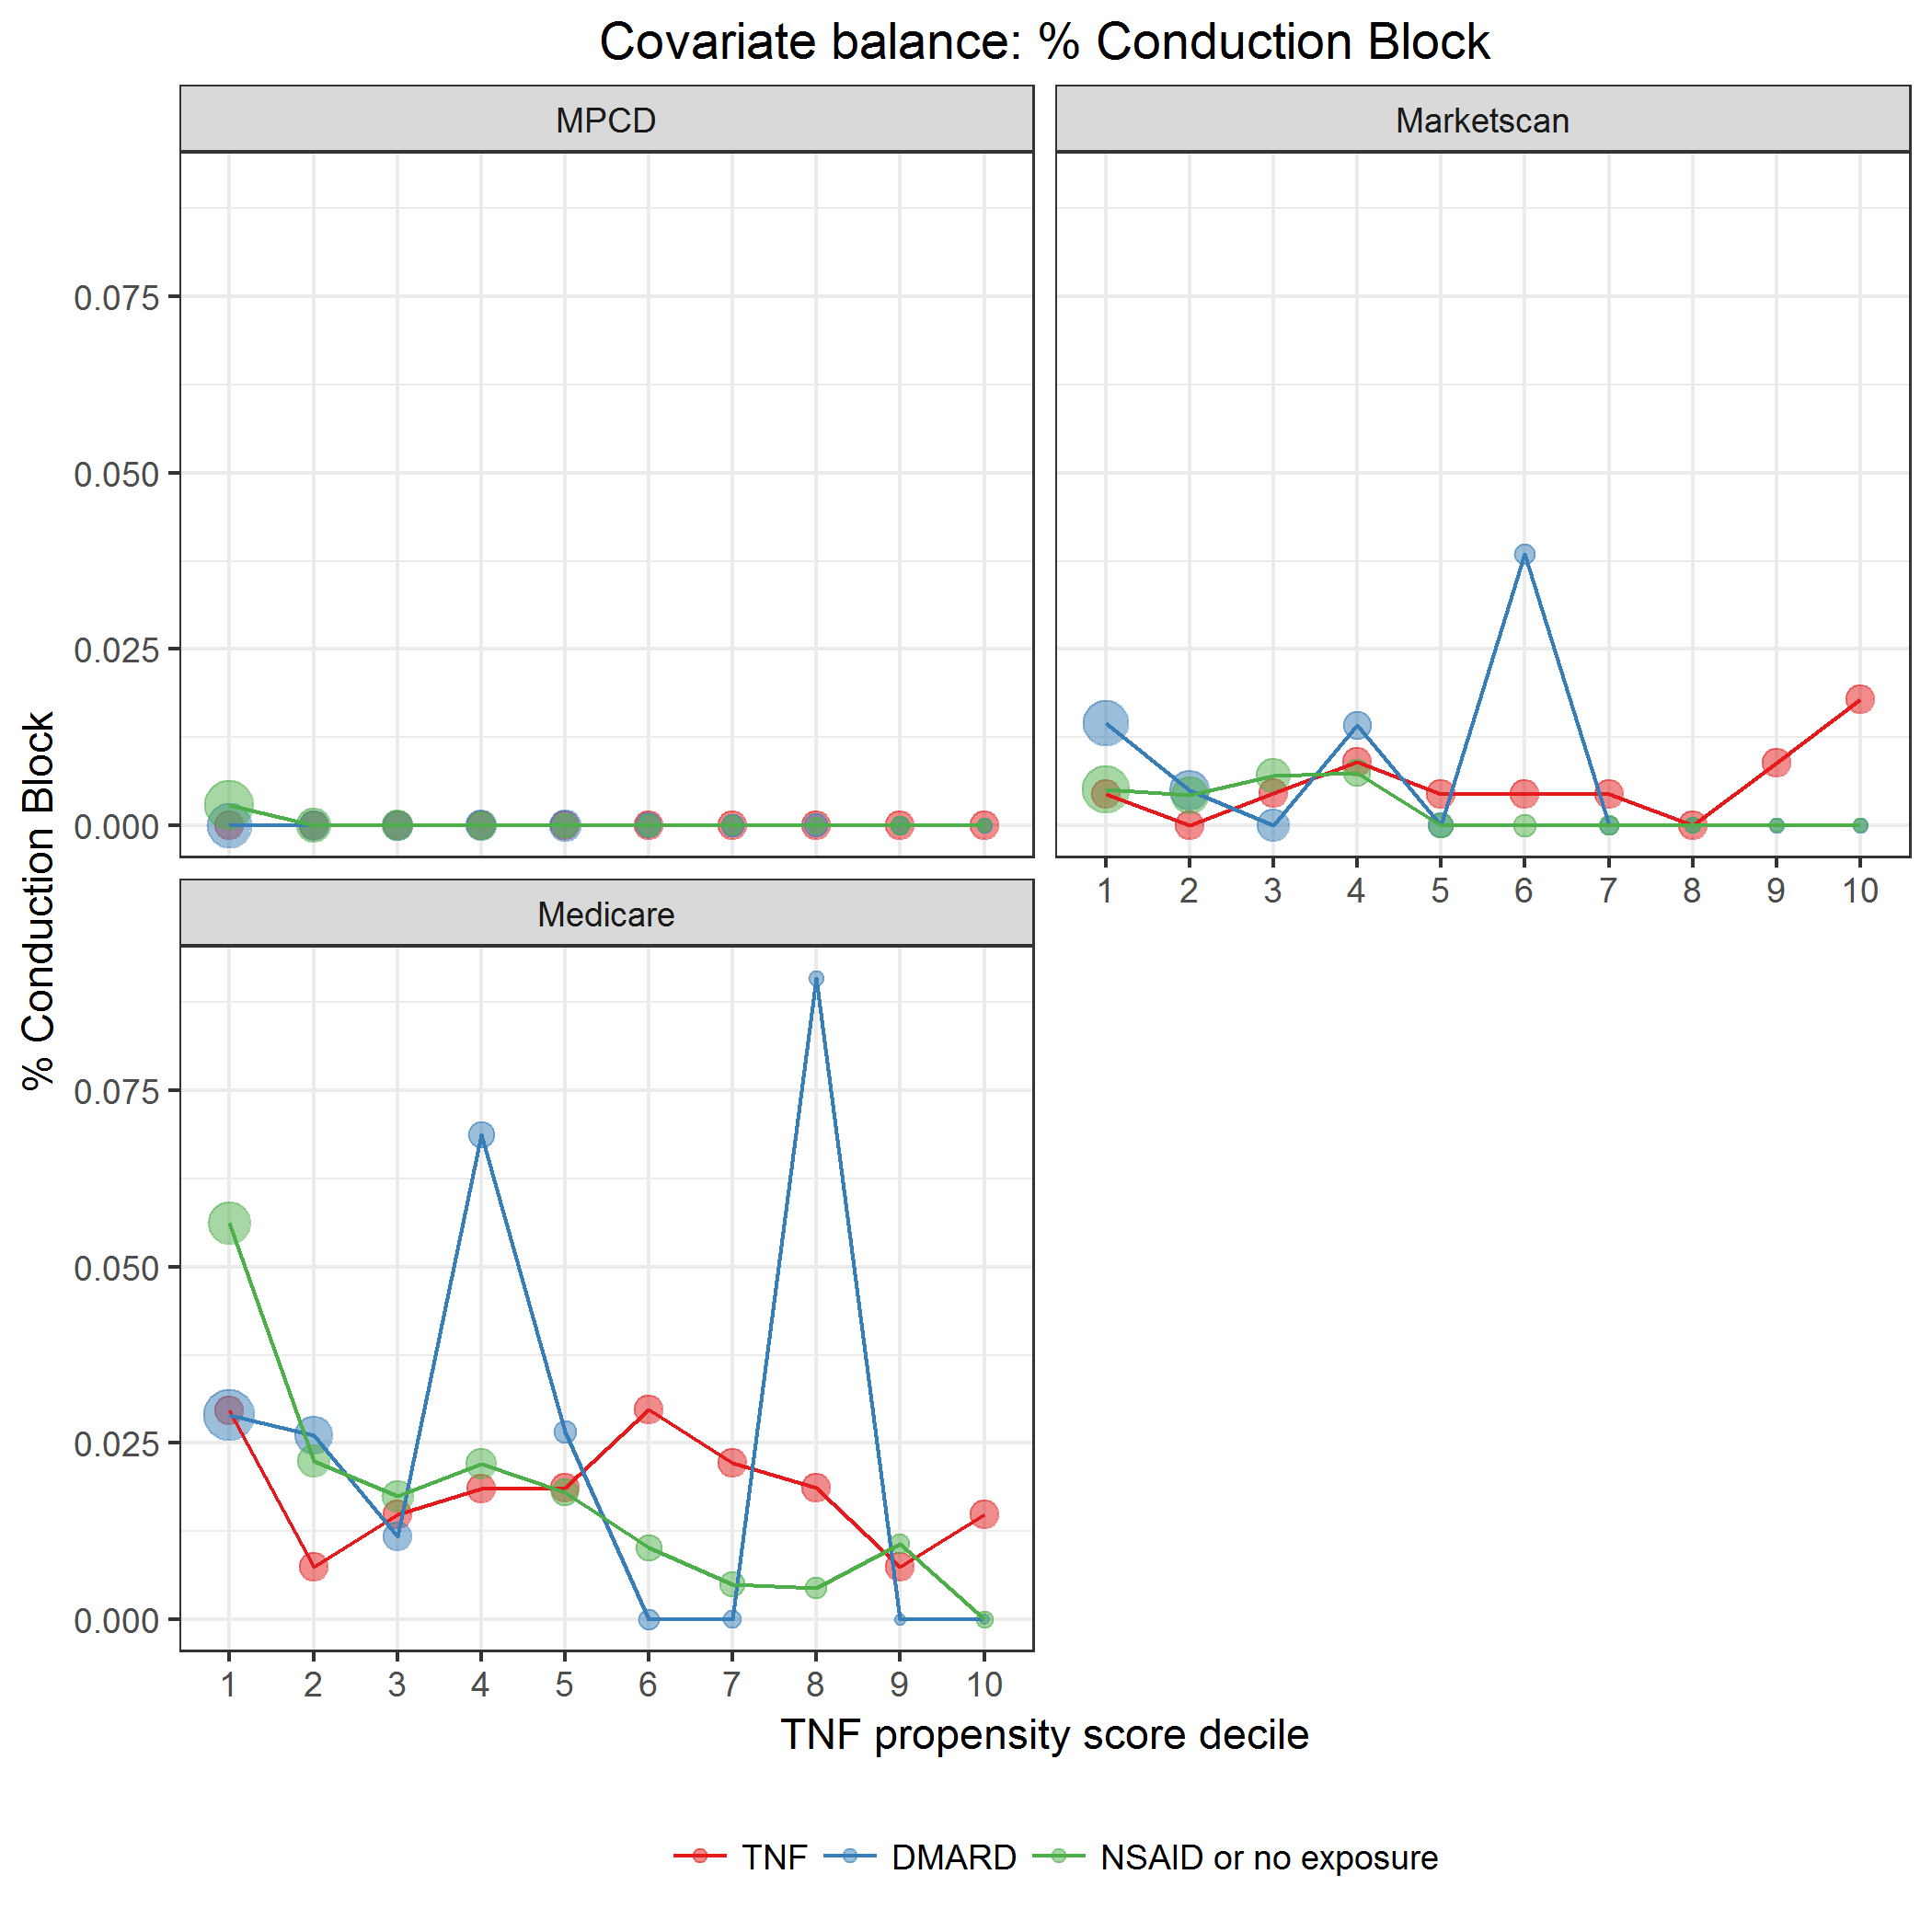 Covariate balance: % Conduction Block
MPCD
Marketscan
0.075
0.050
0.025
0.000
1 2 3 4 5 6 7 8 9 10
Medicare
% Conduction Block
0.075
0.050
0.025
0.000
1 2 3 4 5 6 7 8 9 10
TNF propensity score decile
TNF DMARD NSAID or no exposure